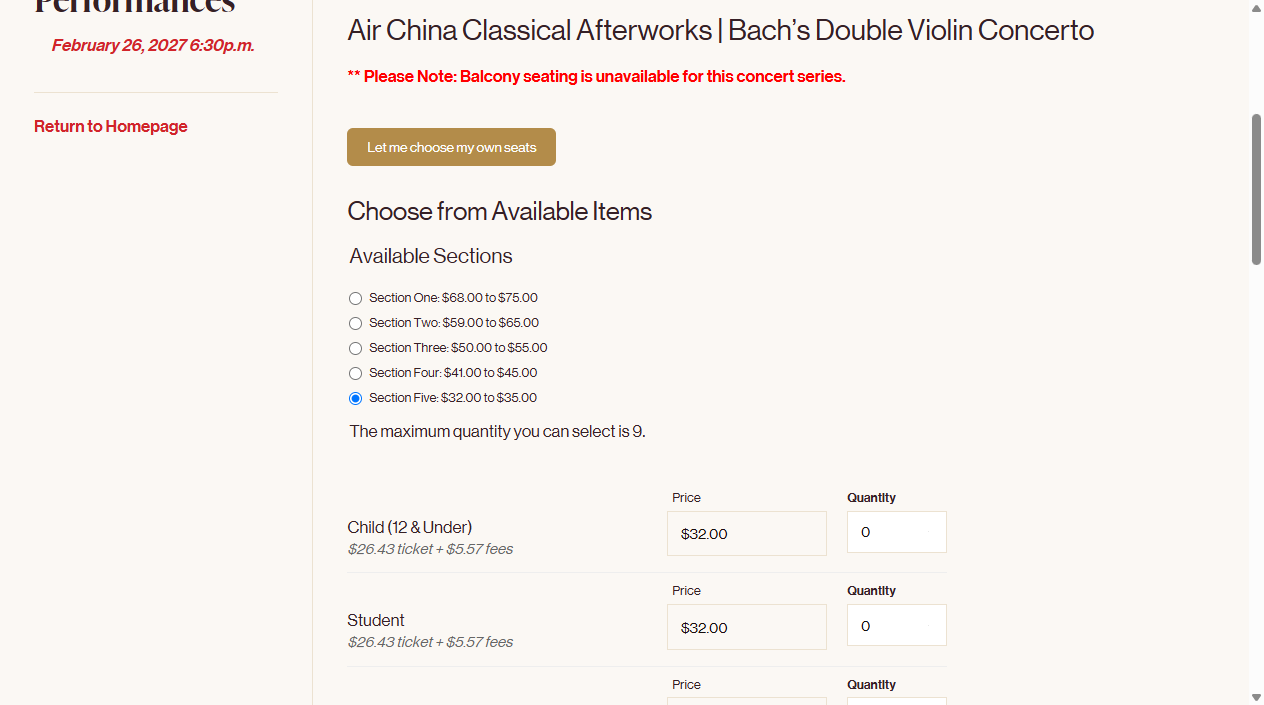 Performances
February 26, 2027 6:30p.m.
Return to Homepage
Air China Classical Afterworks | Bach’s Double Violin Concerto
** Please Note: Balcony seating is unavailable for this concert series.
Let me choose my own seats
Choose from Available Items
Available Sections
Section One: $68.00 to $75.00
Section Two: $59.00 to $65.00
Section Three: $50.00 to $55.00
Section Four: $41.00 to $45.00
Section Five: $32.00 to $35.00
The maximum quantity you can select is 9.
Price Quantity
Child (12 & Under) $32.00 0
$26.43 ticket + $5.57 fees
Price Quantity
Student $32.00 0
$26.43 ticket + $5.57 fees
Price Quantity